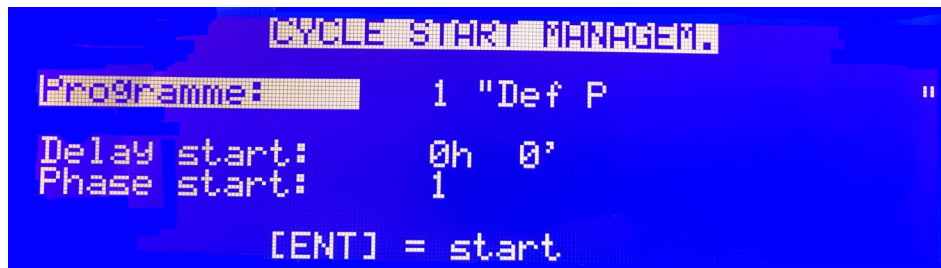 CYCLE START MANAGEM.
Programme: 1 "Def P "
Delay start: 0h 0'
Phase start: 1
[ENT] = start